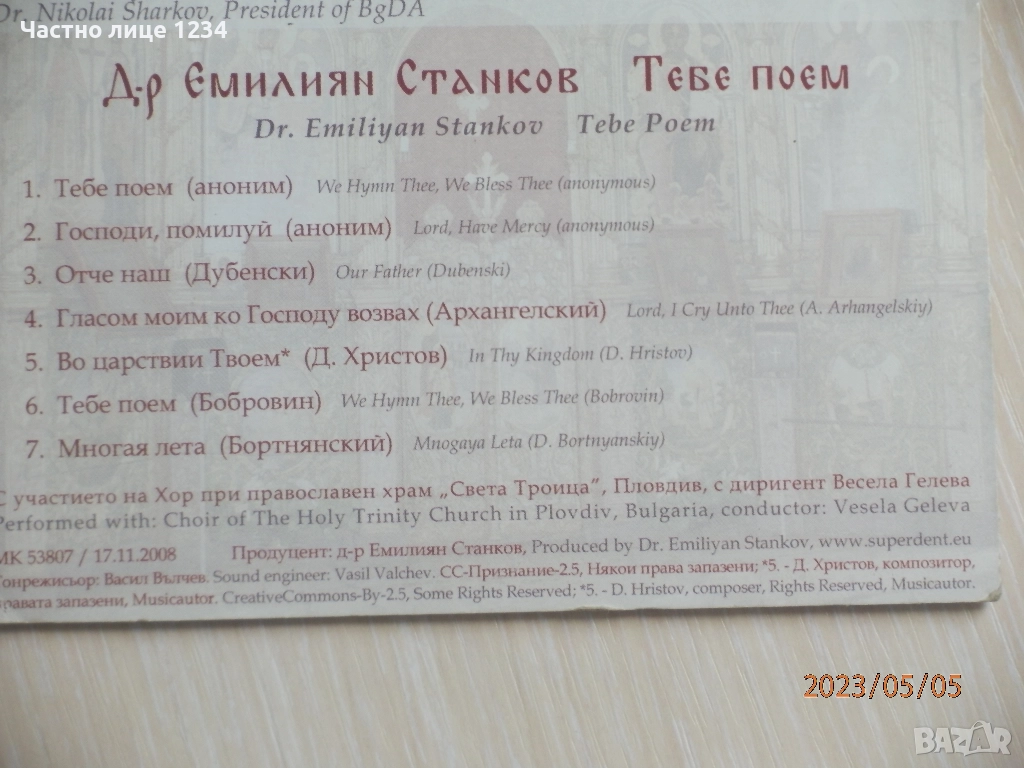 Dr. Nikolai Sharkov, President of BgDA
Частно лице 1234
Д-р Емилиян Станков Тебе поем
Dr. Emiliyan Stankov Tebe Poem
1. Тебе поем (аноним) We Hymn Thee, We Bless Thee (anonymous)
2. Господи, помилуй (аноним) Lord, Have Mercy (anonymous)
3. Отче наш (Дубенски) Our Father (Dubenski)
4. Гласом моим ко Господу возвах (Архангелский) Lord, I Cry Unto Thee (A. Arhangelskiy)
5. Во царствии Твоем* (Д. Христов) In Thy Kingdom (D. Hristov)
6. Тебе поем (Бобровин) We Hymn Thee, We Bless Thee (Bobrovin)
7. Многая лета (Бортнянский) Mnogaya Leta (D. Bortnyanskiy)
С участието на Хор при православен храм „Света Троица”, Пловдив, с диригент Весела Гелева
Performed with: Choir of The Holy Trinity Church in Plovdiv, Bulgaria, conductor: Vesela Geleva
МК 53807 / 17.11.2008 Продуцент: д-р Емилиян Станков, Produced by Dr. Emiliyan Stankov, www.superdent.eu
Тонрежисьор: Васил Вълчев. Sound engineer: Vasil Valchev. СС-Признание-2.5, Някои права запазени; *5. - Д. Христов, композитор,
правата запазени, Musicautor. CreativeCommons-By-2.5, Some Rights Reserved; *5. - D. Hristov, composer, Rights Reserved, Musicautor.
2023/05/05
BAZAR